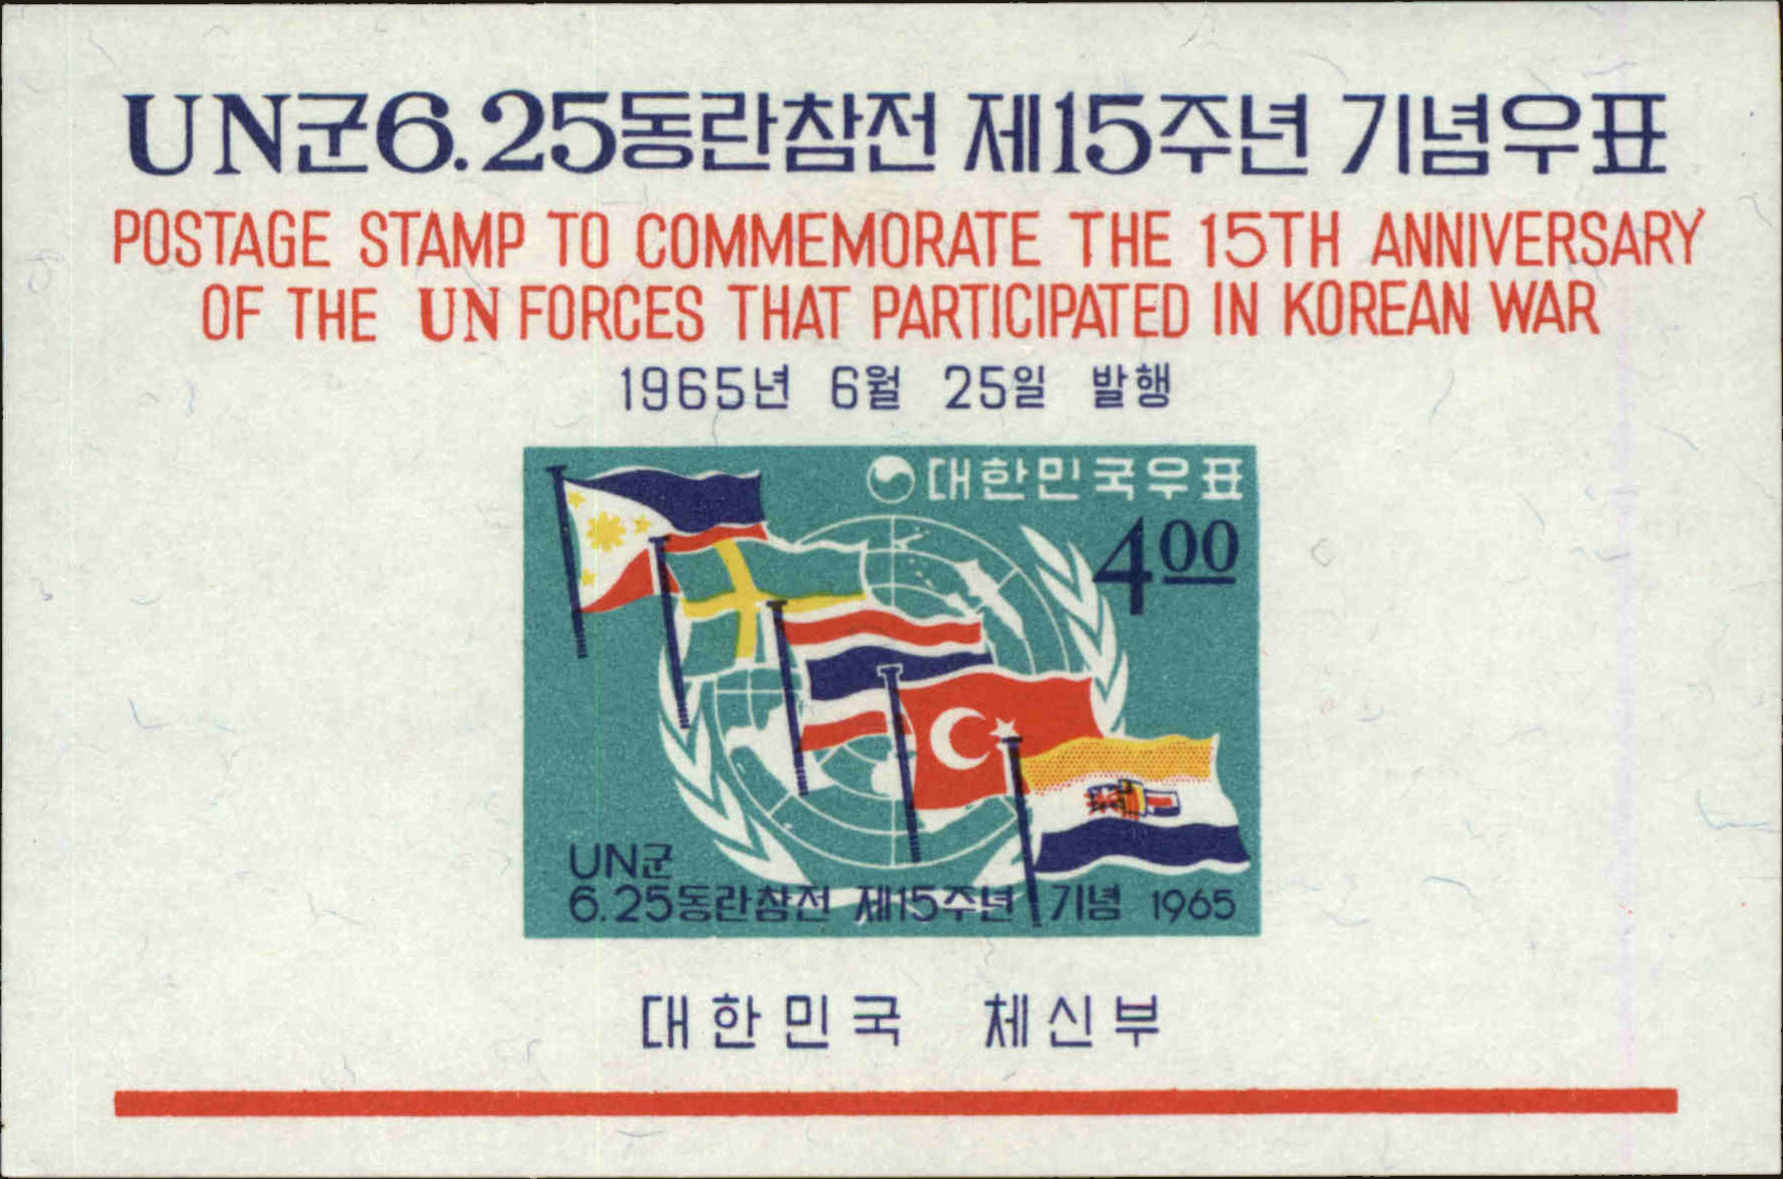 UN군6.25동란참전 제15주년 기념우표
POSTAGE STAMP TO COMMEMORATE THE 15TH ANNIVERSARY
OF THE UN FORCES THAT PARTICIPATED IN KOREAN WAR
1965년 6월 25일 발행
대한민국우표
400
UN군
6.25동란참전 제15주년 기념 1965
대한민국 체신부